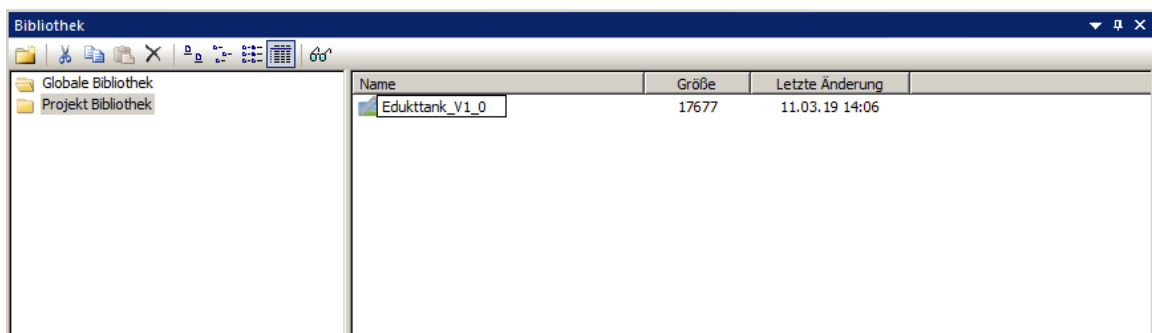 Bibliothek
Globale Bibliothek
Projekt Bibliothek
Name Größe Letzte Änderung
Edukttank_V1_0 17677 11.03.19 14:06